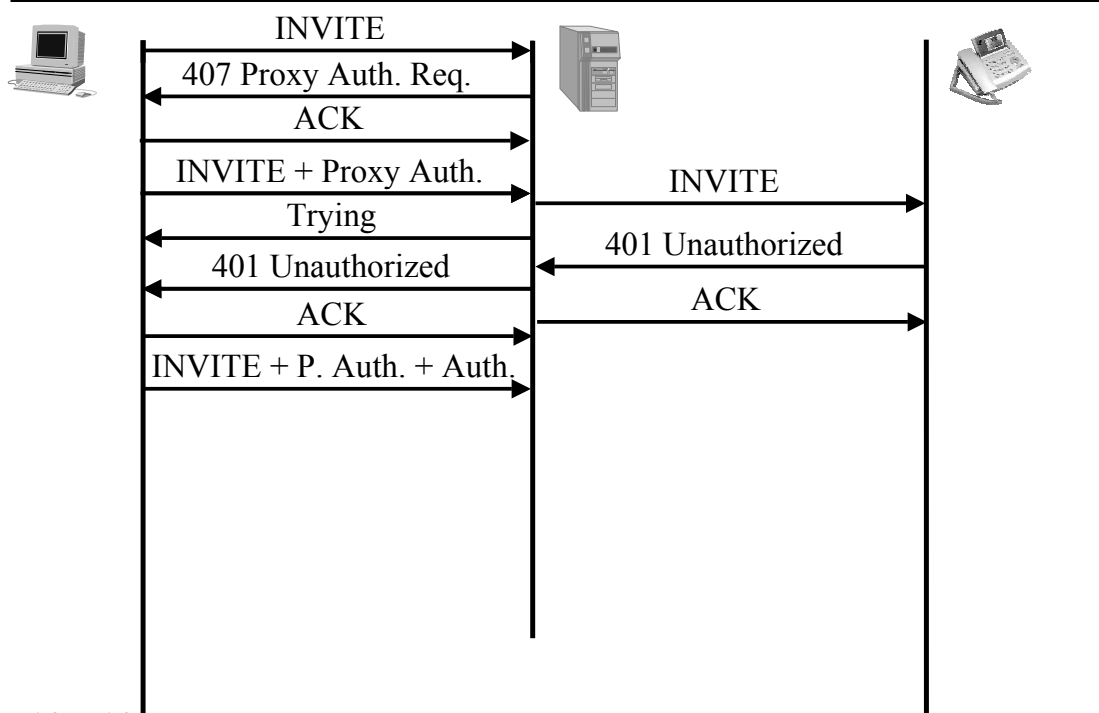 INVITE
407 Proxy Auth. Req.
ACK
INVITE + Proxy Auth.
INVITE
Trying
401 Unauthorized
401 Unauthorized
ACK
ACK
INVITE + P. Auth. + Auth.